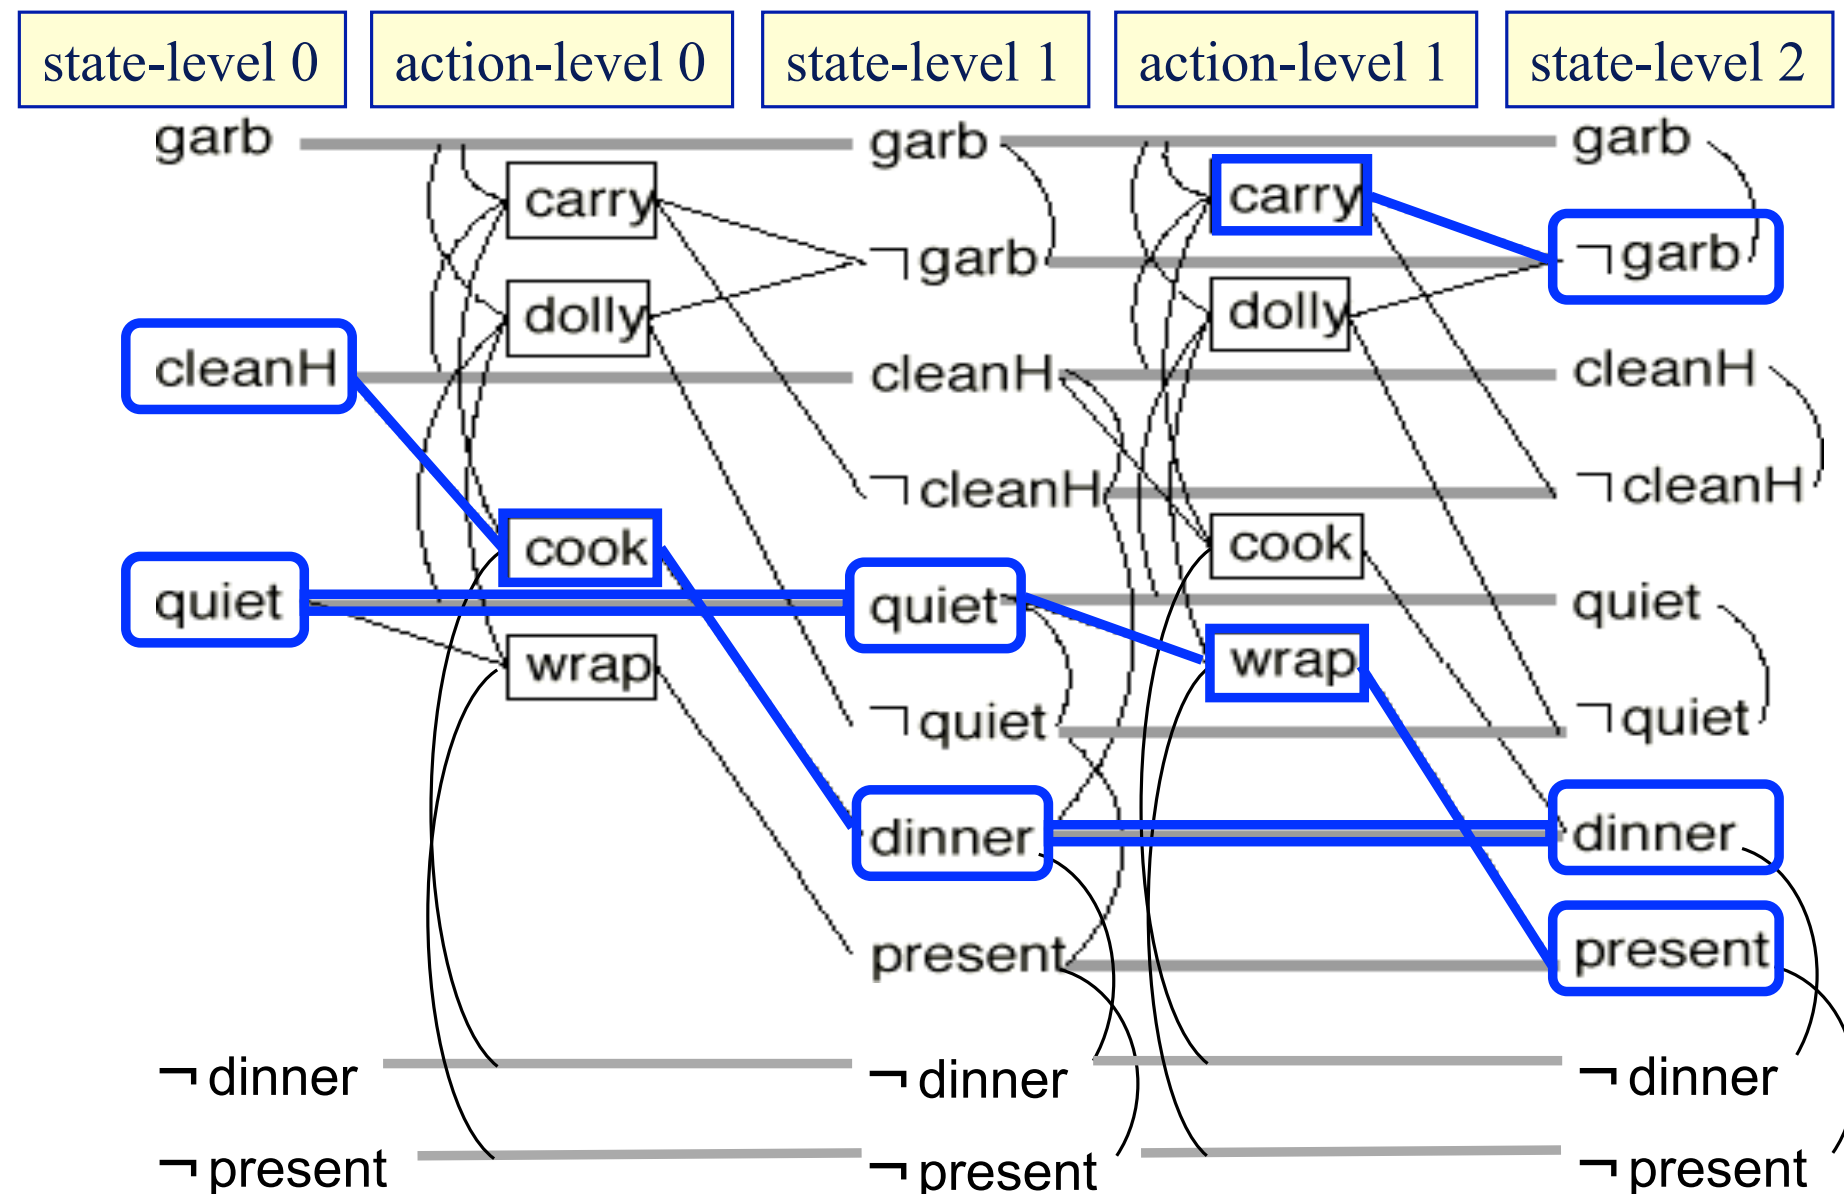 state-level 0 action-level 0 state-level 1 action-level 1 state-level 2
garb garb garb
carry carry
¬ garb ¬ garb
dolly dolly
cleanH cleanH cleanH
¬ cleanH ¬ cleanH
cook cook
quiet quiet quiet
wrap wrap
¬ quiet ¬ quiet
dinner dinner
present present
¬ dinner ¬ dinner ¬ dinner
¬ present ¬ present ¬ present